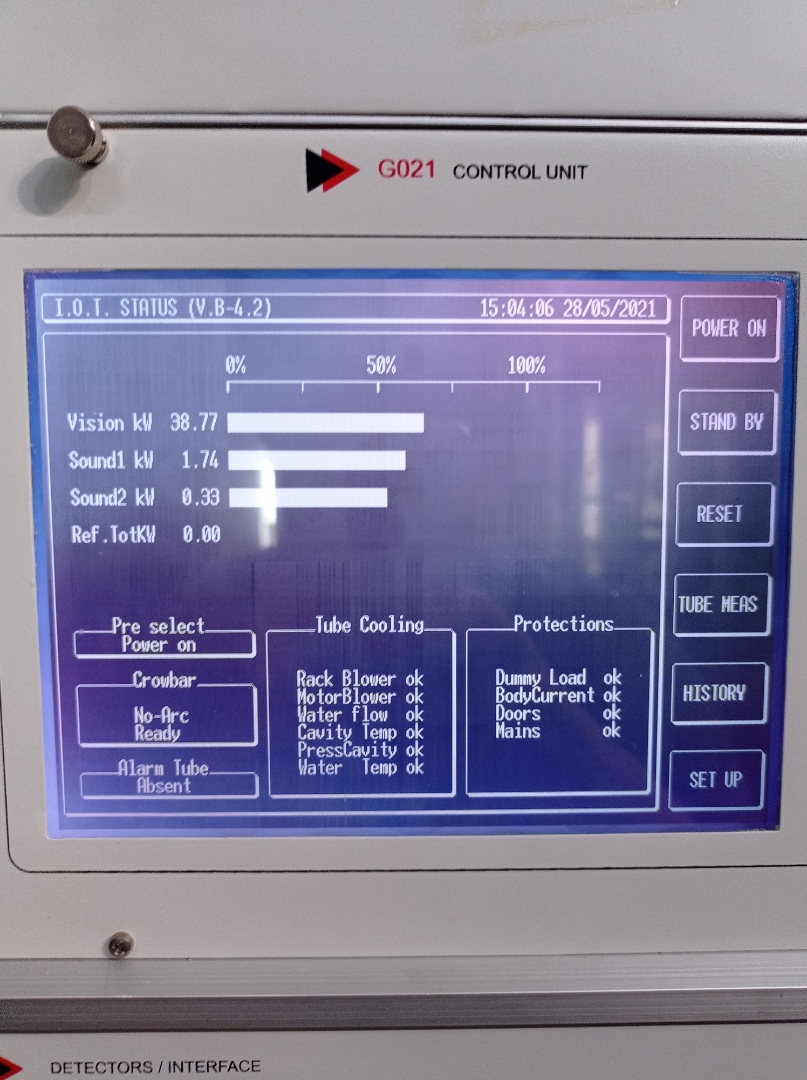 G021 CONTROL UNIT
I.O.T. STATUS (V.B-4.2) 15:04:06 28/05/2021
POWER ON
0% 50% 100%
Vision kW 38.77
STAND BY
Sound1 kW 1.74
Sound2 kW 0.33
RESET
Ref.TotKW 0.00
TUBE MEAS
Pre select
Power on
Crowbar
No-Arc
Ready
Alarm Tube
Absent
Tube Cooling
Rack Blower ok
MotorBlower ok
Water flow ok
Cavity Temp ok
PressCavity ok
Water Temp ok
Protections
Dummy Load ok
BodyCurrent ok
Doors ok
Mains ok
HISTORY
SET UP
DETECTORS / INTERFACE